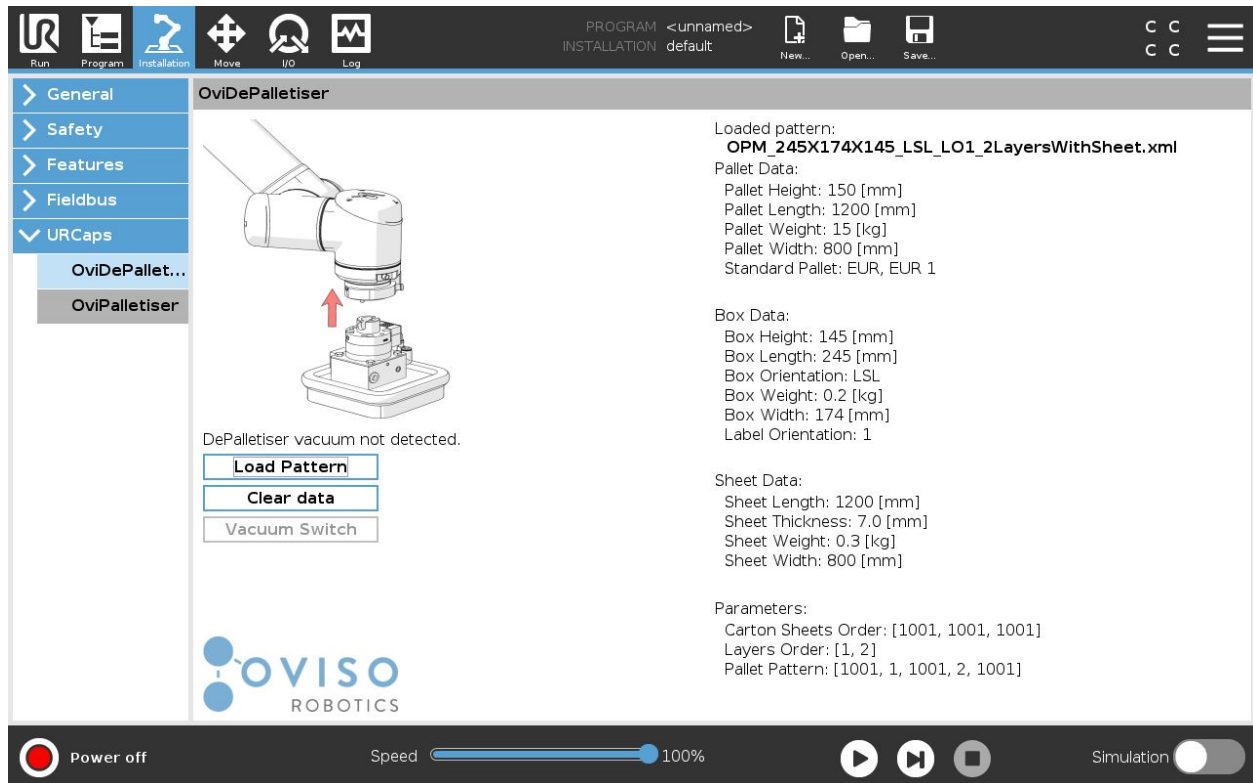 PROGRAM <unnamed>
INSTALLATION default
Run Program Installation Move I/O Log New... Open... Save...
C C
C C
General
Safety
Features
Fieldbus
URCaps
OviDePallet...
OviPalletiser
OviDePalletiser
DePalletiser vacuum not detected.
Load Pattern
Clear data
Vacuum Switch
OVISO
ROBOTICS
Loaded pattern:
OPM_245X174X145_LSL_LO1_2LayersWithSheet.xml
Pallet Data:
Pallet Height: 150 [mm]
Pallet Length: 1200 [mm]
Pallet Weight: 15 [kg]
Pallet Width: 800 [mm]
Standard Pallet: EUR, EUR 1
Box Data:
Box Height: 145 [mm]
Box Length: 245 [mm]
Box Orientation: LSL
Box Weight: 0.2 [kg]
Box Width: 174 [mm]
Label Orientation: 1
Sheet Data:
Sheet Length: 1200 [mm]
Sheet Thickness: 7.0 [mm]
Sheet Weight: 0.3 [kg]
Sheet Width: 800 [mm]
Parameters:
Carton Sheets Order: [1001, 1001, 1001]
Layers Order: [1, 2]
Pallet Pattern: [1001, 1, 1001, 2, 1001]
Power off
Speed 100%
Simulation